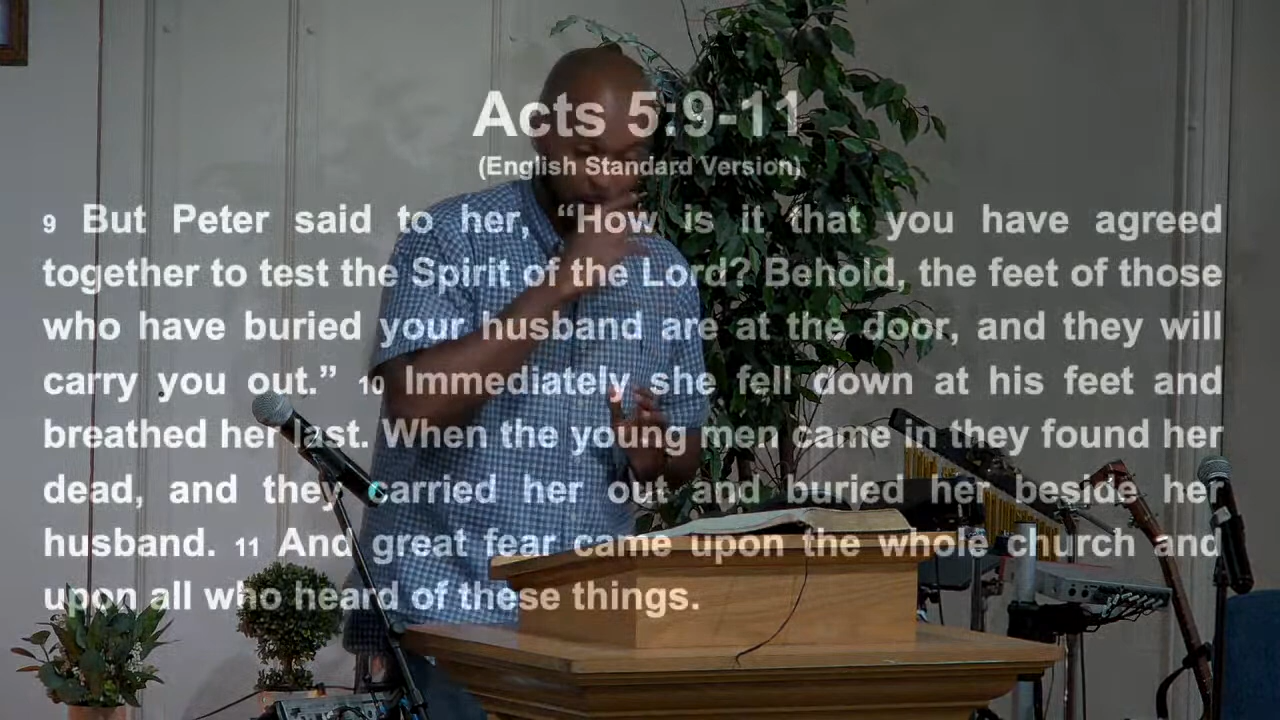 Acts 5:9-11
(English Standard Version)
9 But Peter said to her, “How is it that you have agreed
together to test the Spirit of the Lord? Behold, the feet of those
who have buried your husband are at the door, and they will
carry you out.” 10 Immediately she fell down at his feet and
breathed her last. When the young men came in they found her
dead, and they carried her out and buried her beside her
husband. 11 And great fear came upon the whole church and
upon all who heard of these things.